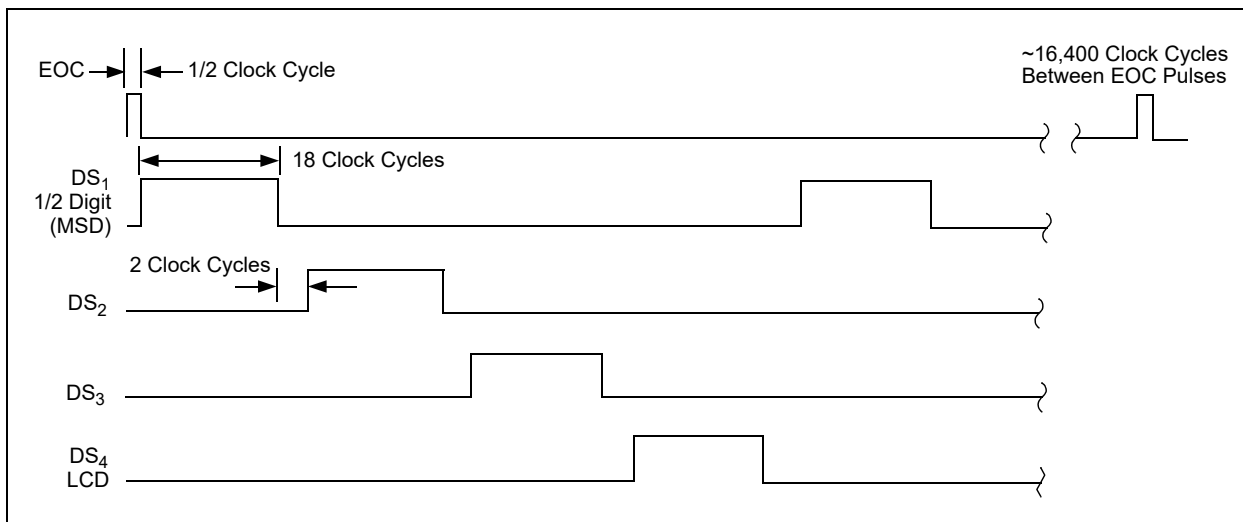 EOC
1/2 Clock Cycle
~16,400 Clock Cycles
Between EOC Pulses
18 Clock Cycles
DS1
1/2 Digit
(MSD)
2 Clock Cycles
DS2
DS3
DS4
LCD